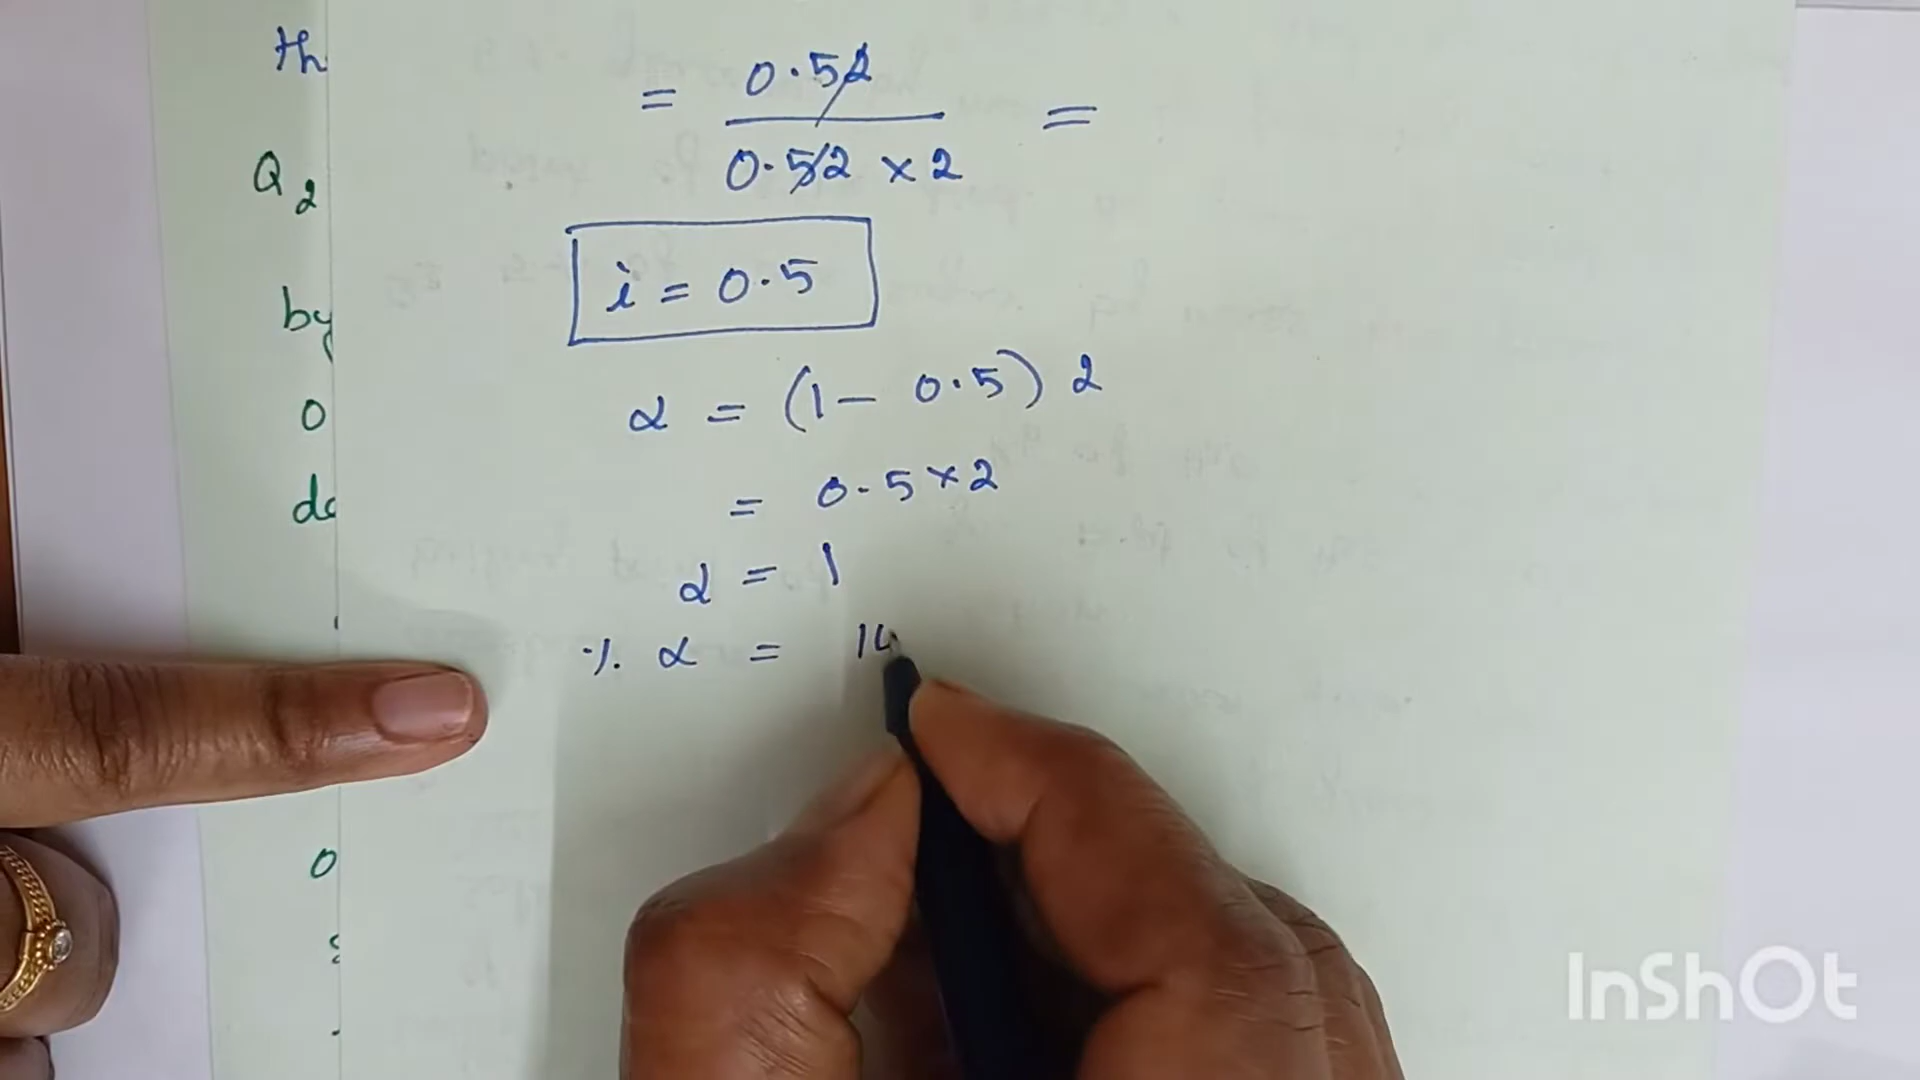 th
= 0.52 / 0.52 × 2 =
Q2
i = 0.5
by
α = (1 - 0.5) 2
0
= 0.5 × 2
do
α = 1
% α = 10
0
InShOt